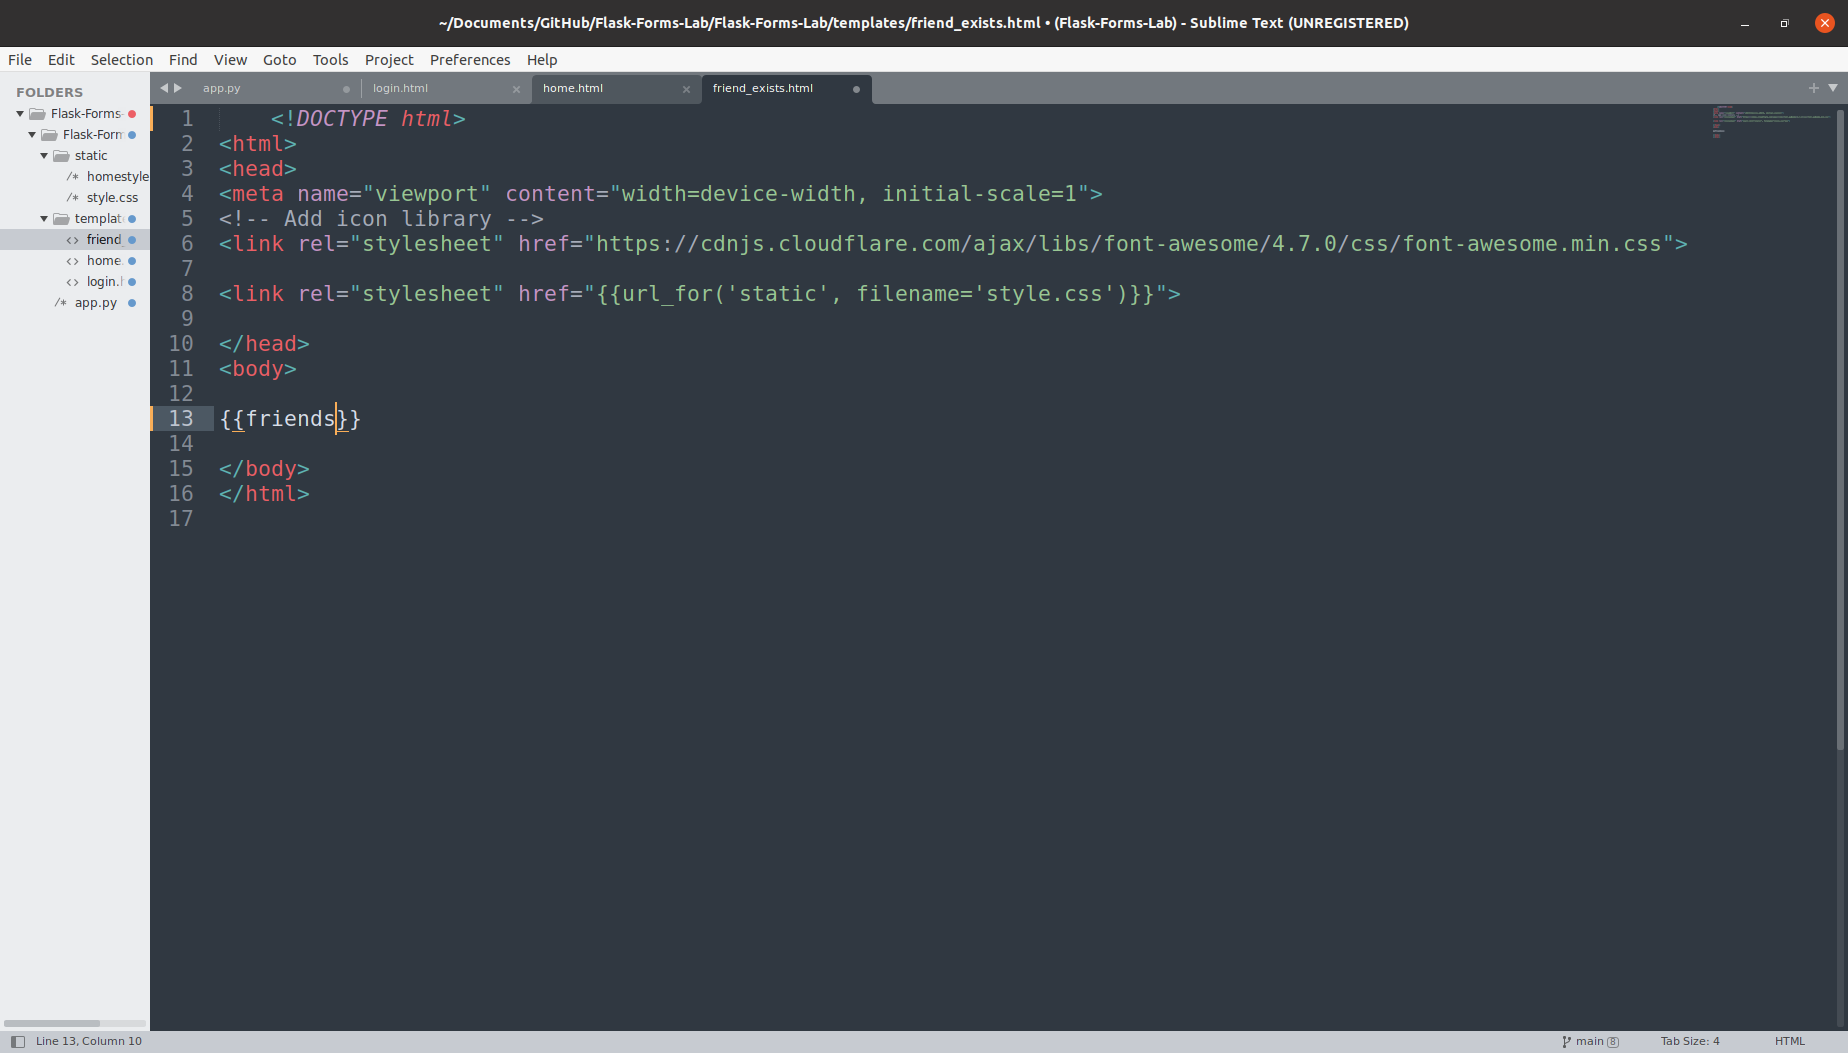 ~/Documents/GitHub/Flask-Forms-Lab/Flask-Forms-Lab/templates/friend_exists.html • (Flask-Forms-Lab) - Sublime Text (UNREGISTERED)
File Edit Selection Find View Goto Tools Project Preferences Help
FOLDERS
Flask-Forms-
Flask-Form
static
/* homestyle
/* style.css
templat
<> friend_
<> home.
<> login.h
/* app.py
app.py
login.html
home.html
friend_exists.html
1 <!DOCTYPE html>
2 <html>
3 <head>
4 <meta name="viewport" content="width=device-width, initial-scale=1">
5 <!-- Add icon library -->
6 <link rel="stylesheet" href="https://cdnjs.cloudflare.com/ajax/libs/font-awesome/4.7.0/css/font-awesome.min.css">
7
8 <link rel="stylesheet" href="{{url_for('static', filename='style.css')}}">
9
10 </head>
11 <body>
12
13 {{friends}}
14
15 </body>
16 </html>
17
Line 13, Column 10
main 8
Tab Size: 4
HTML